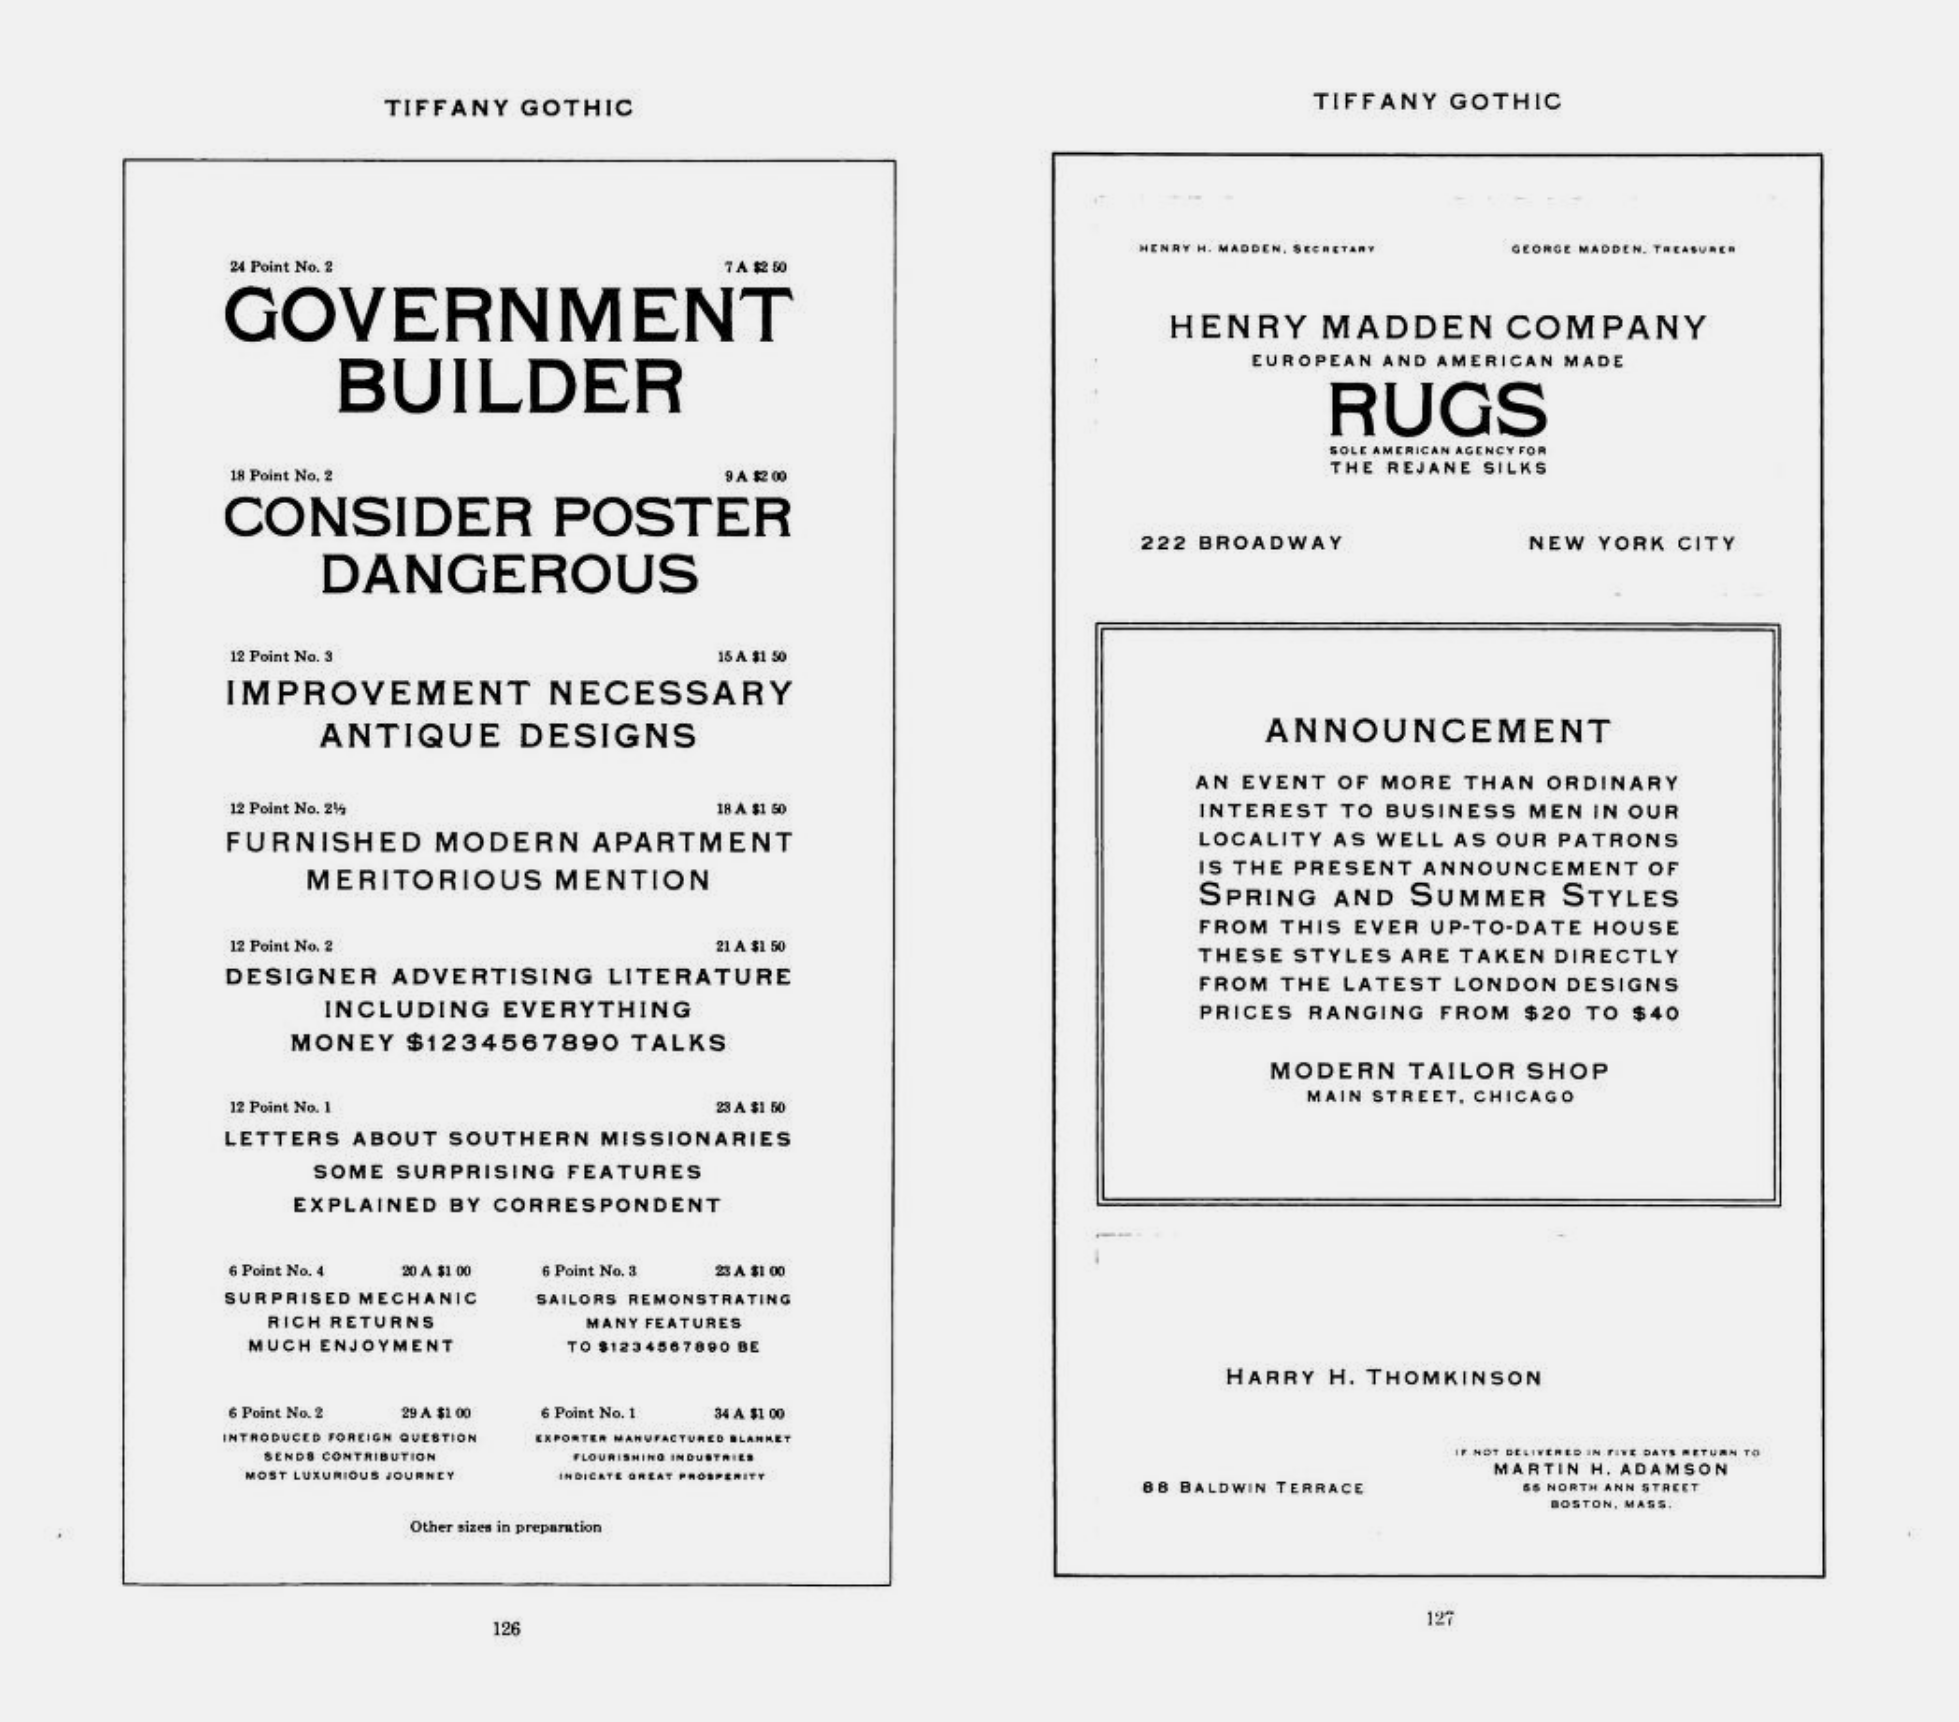 TIFFANY GOTHIC
24 Point No. 2 7 A $2 50
GOVERNMENT
BUILDER
18 Point No. 2 9 A $2 00
CONSIDER POSTER
DANGEROUS
12 Point No. 3 15 A $1 50
IMPROVEMENT NECESSARY
ANTIQUE DESIGNS
12 Point No. 2½ 18 A $1 50
FURNISHED MODERN APARTMENT
MERITORIOUS MENTION
12 Point No. 2 21 A $1 50
DESIGNER ADVERTISING LITERATURE
INCLUDING EVERYTHING
MONEY $1234567890 TALKS
12 Point No. 1 23 A $1 50
LETTERS ABOUT SOUTHERN MISSIONARIES
SOME SURPRISING FEATURES
EXPLAINED BY CORRESPONDENT
6 Point No. 4 20 A $1 00
SURPRISED MECHANIC
RICH RETURNS
MUCH ENJOYMENT
6 Point No. 3 23 A $1 00
SAILORS REMONSTRATING
MANY FEATURES
TO $1234567890 BE
6 Point No. 2 29 A $1 00
INTRODUCED FOREIGN QUESTION
SENDS CONTRIBUTION
MOST LUXURIOUS JOURNEY
6 Point No. 1 34 A $1 00
EXPORTER MANUFACTURED BLANKET
FLOURISHING INDUSTRIES
INDICATE GREAT PROSPERITY
Other sizes in preparation
126
TIFFANY GOTHIC
HENRY H. MADDEN, SECRETARY GEORGE MADDEN, TREASURER
HENRY MADDEN COMPANY
EUROPEAN AND AMERICAN MADE
RUGS
SOLE AMERICAN AGENCY FOR
THE REJANE SILKS
222 BROADWAY NEW YORK CITY
ANNOUNCEMENT
AN EVENT OF MORE THAN ORDINARY
INTEREST TO BUSINESS MEN IN OUR
LOCALITY AS WELL AS OUR PATRONS
IS THE PRESENT ANNOUNCEMENT OF
SPRING AND SUMMER STYLES
FROM THIS EVER UP-TO-DATE HOUSE
THESE STYLES ARE TAKEN DIRECTLY
FROM THE LATEST LONDON DESIGNS
PRICES RANGING FROM $20 TO $40
MODERN TAILOR SHOP
MAIN STREET, CHICAGO
HARRY H. THOMKINSON
88 BALDWIN TERRACE
IF NOT DELIVERED IN FIVE DAYS RETURN TO
MARTIN H. ADAMSON
NORTH ANN STREET
BOSTON, MASS.
127